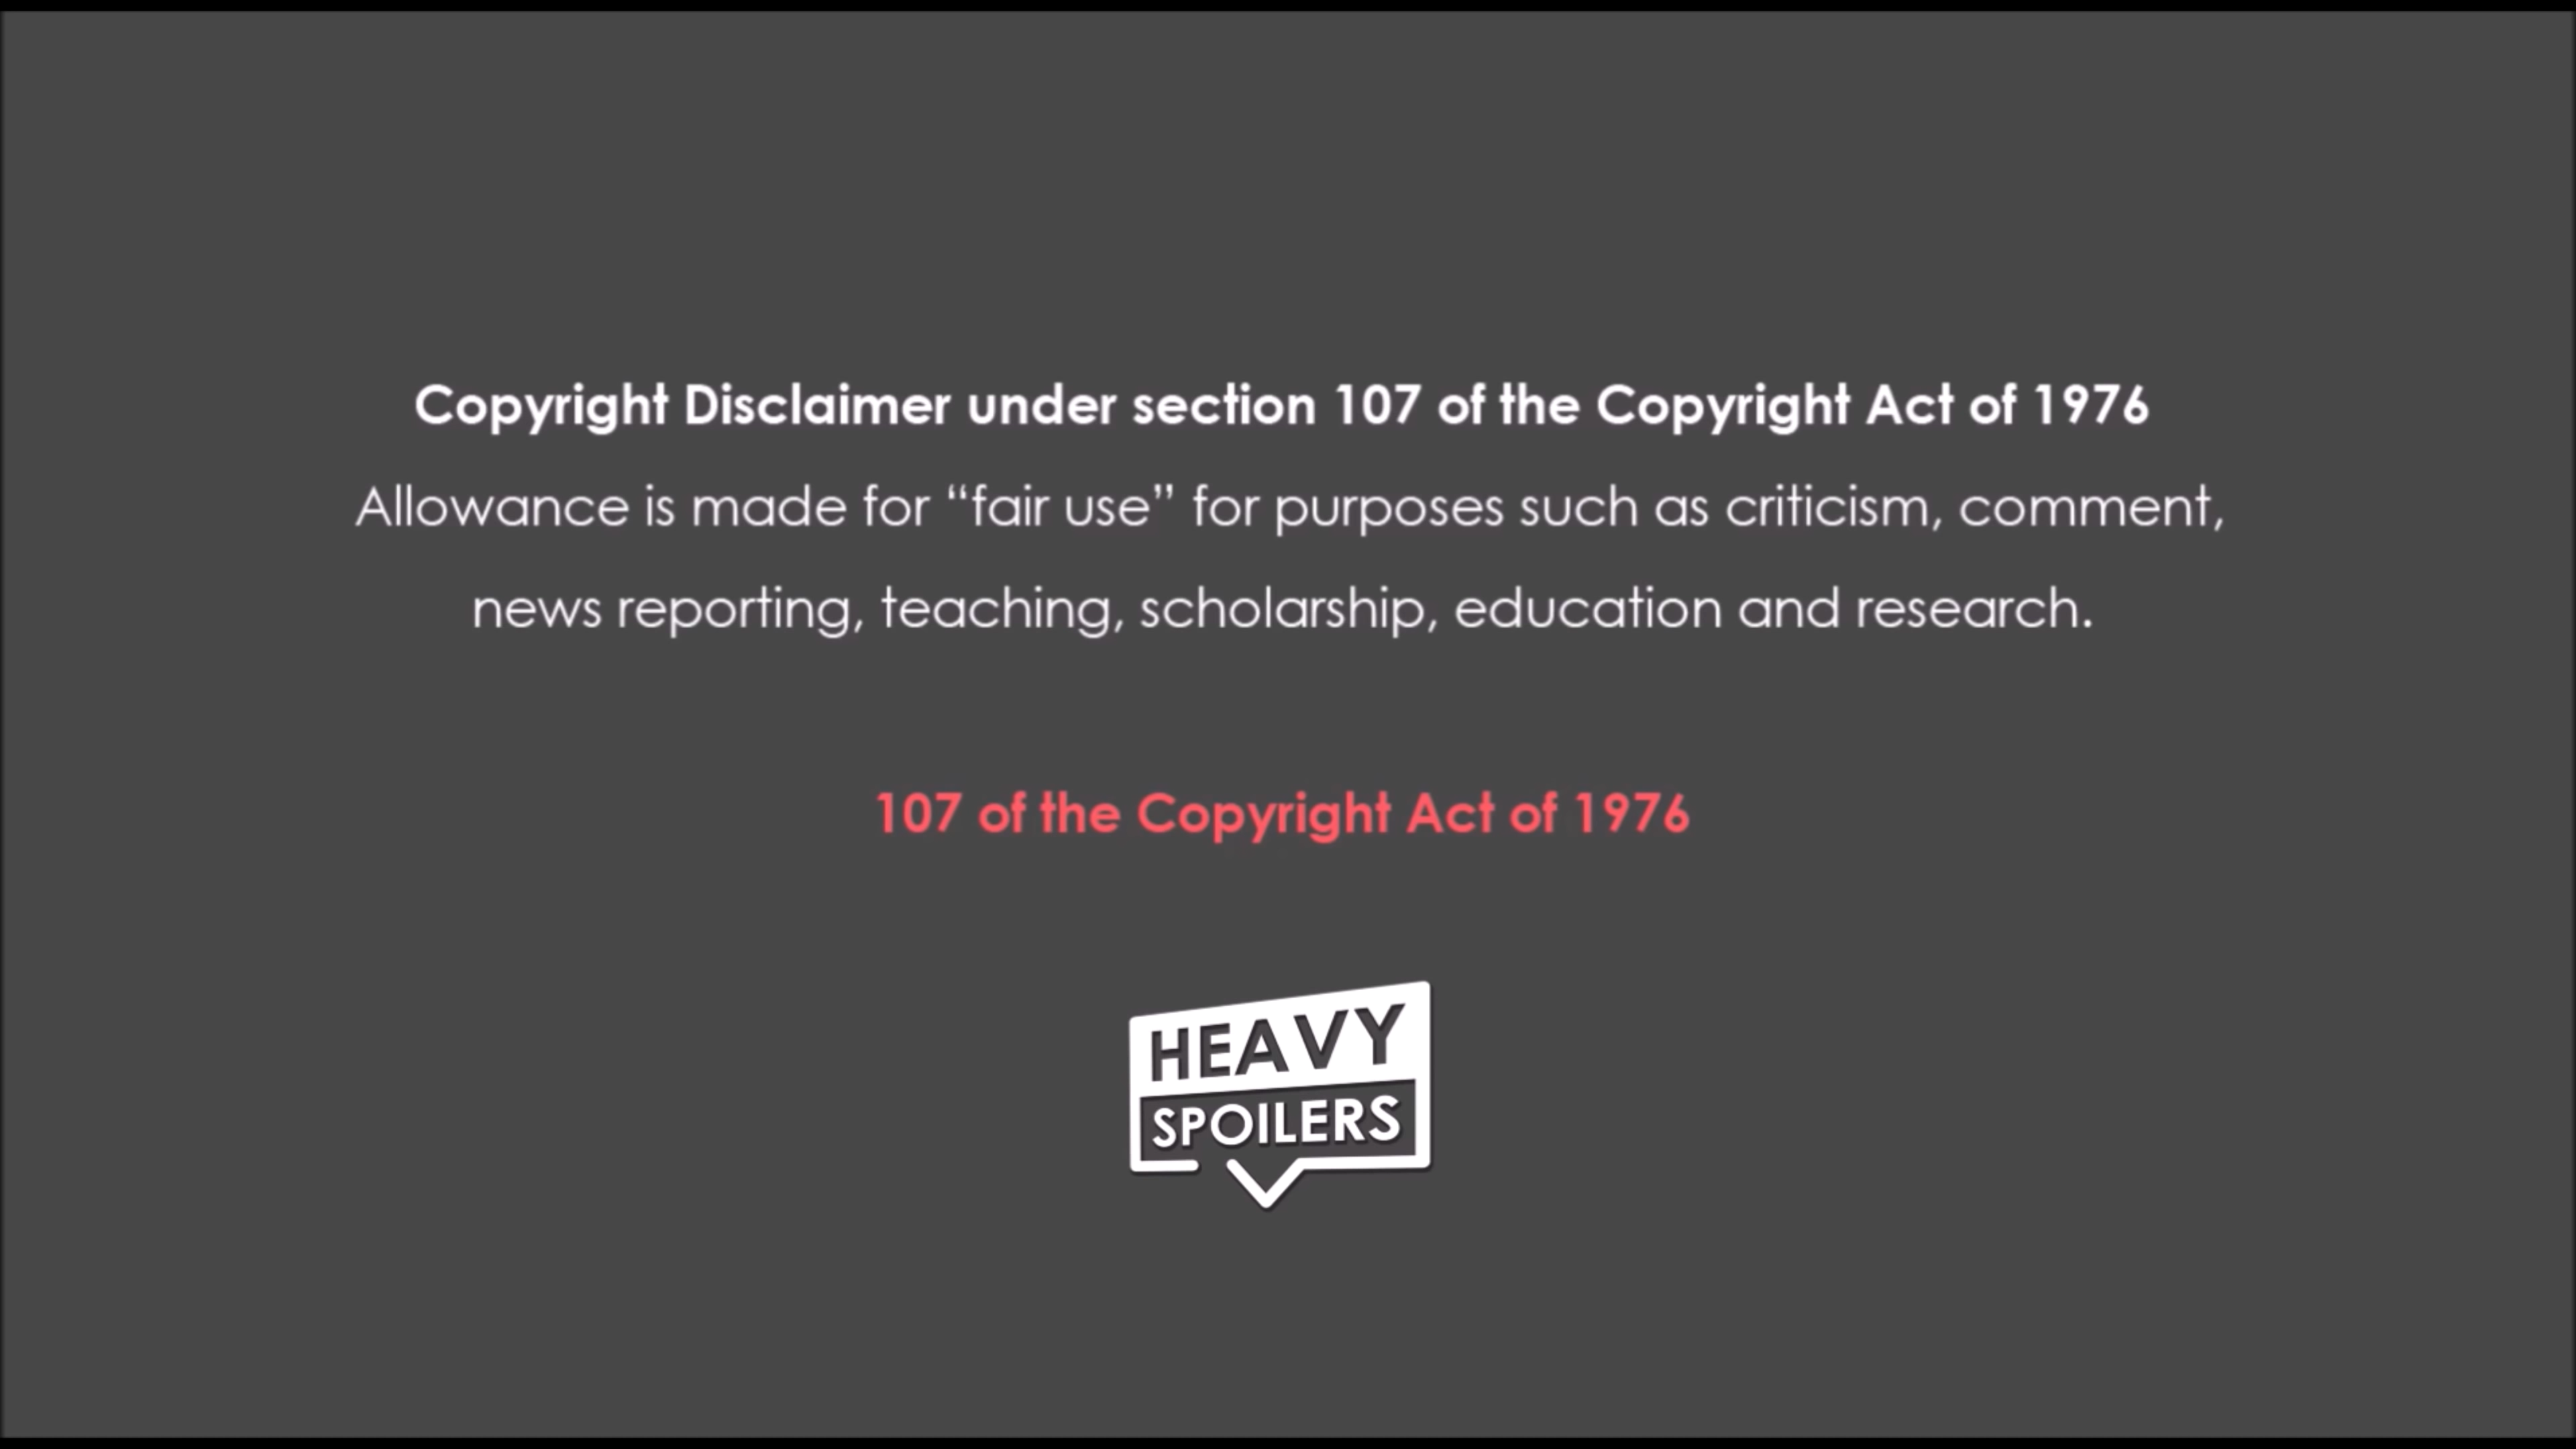 Copyright Disclaimer under section 107 of the Copyright Act of 1976
Allowance is made for “fair use” for purposes such as criticism, comment,
news reporting, teaching, scholarship, education and research.
107 of the Copyright Act of 1976
HEAVY
SPOILERS